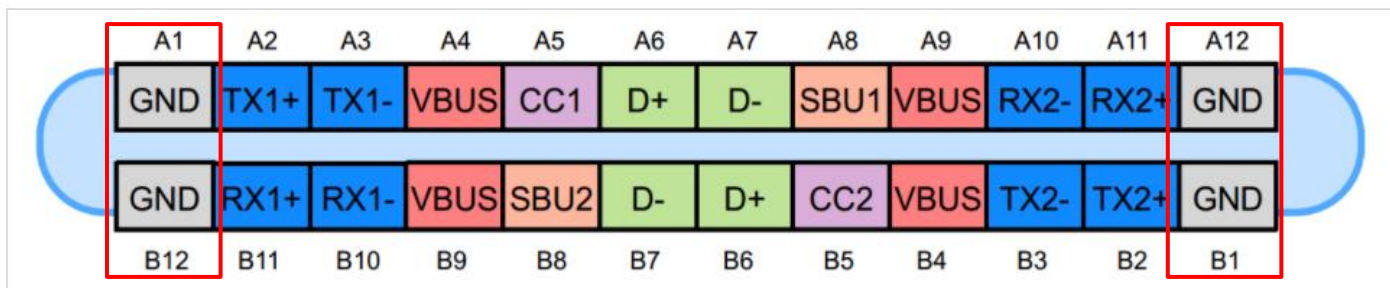 A1 A2 A3 A4 A5 A6 A7 A8 A9 A10 A11 A12
GND TX1+ TX1- VBUS CC1 D+ D- SBU1 VBUS RX2- RX2+ GND
GND RX1+ RX1- VBUS SBU2 D- D+ CC2 VBUS TX2- TX2+ GND
B12 B11 B10 B9 B8 B7 B6 B5 B4 B3 B2 B1